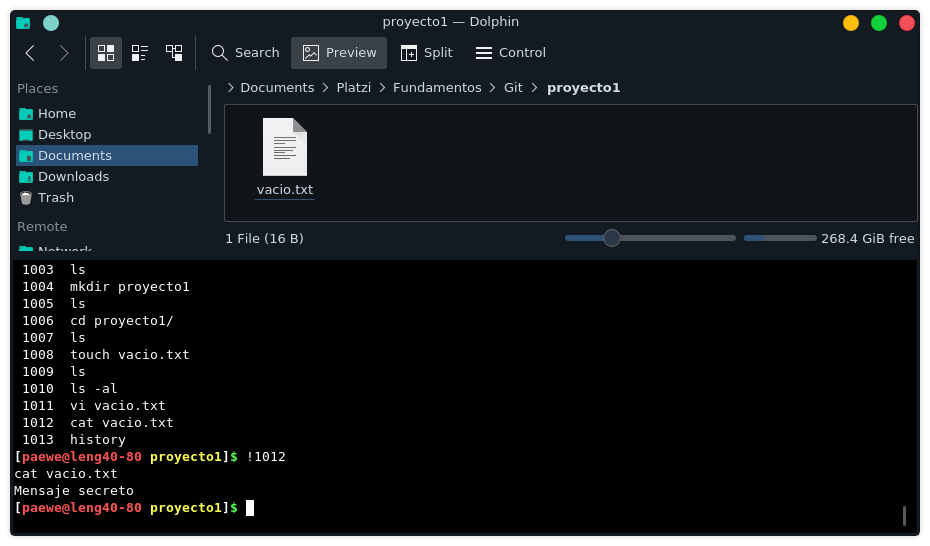 proyecto1 — Dolphin
Search Preview Split Control
Places
Home
Desktop
Documents
Downloads
Trash
Remote
Network
> Documents > Platzi > Fundamentos > Git > proyecto1
vacio.txt
1 File (16 B)
268.4 GiB free
1003 ls
1004 mkdir proyecto1
1005 ls
1006 cd proyecto1/
1007 ls
1008 touch vacio.txt
1009 ls
1010 ls -al
1011 vi vacio.txt
1012 cat vacio.txt
1013 history
[paewe@leng40-80 proyecto1]$ !1012
cat vacio.txt
Mensaje secreto
[paewe@leng40-80 proyecto1]$